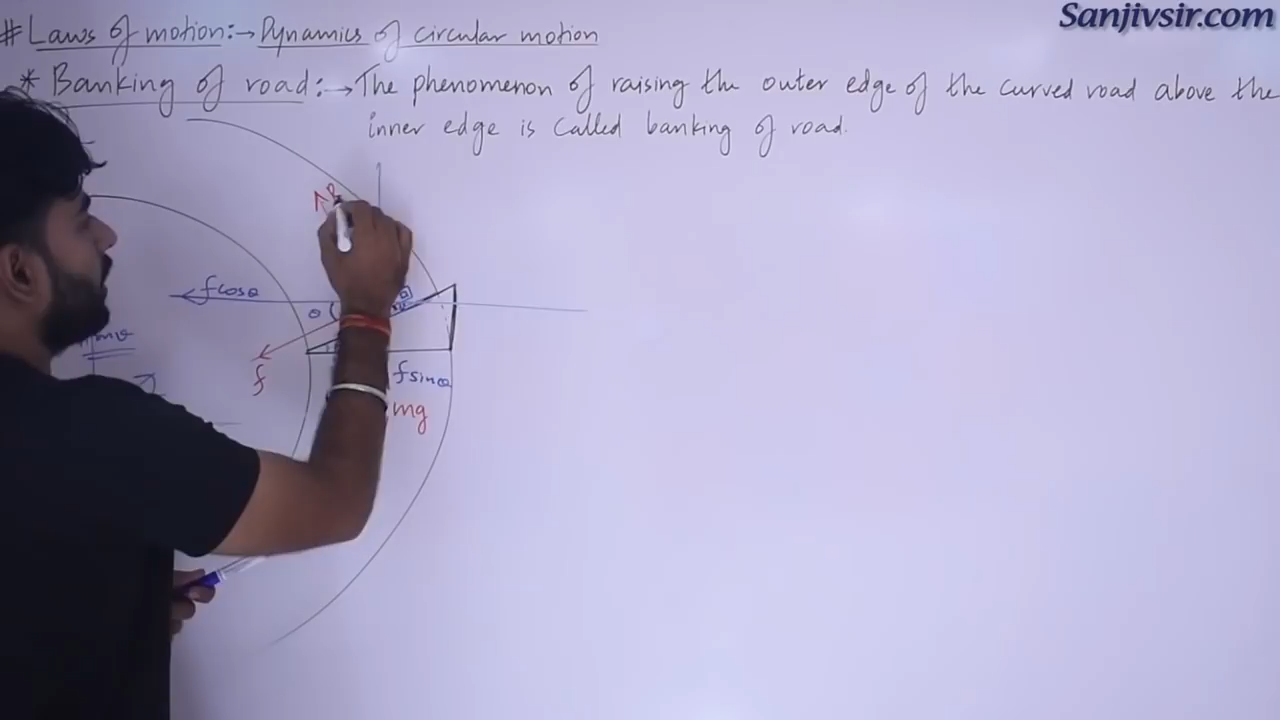 Sanjivsir.com
# Laws of motion:→ Dynamics of circular motion
* Banking of road:→ The phenomenon of raising the outer edge of the curved road above the
inner edge is called banking of road.
R
fcosθ
θ
f
fsinθ
mg